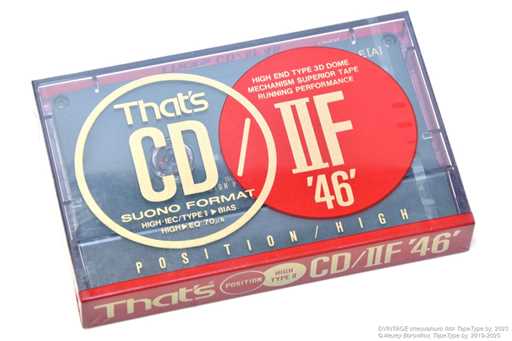 That's
CD/IIF
'46'
SUONO FORMAT
HIGH·IEC/TYPE I ▶ BIAS
HIGH ▶ EQ 70μs
HIGH END TYPE 3D DOME
MECHANISM SUPERIOR TAPE
RUNNING PERFORMANCE
POSITION/HIGH
That's
POSITION
HIGH
TYPE II
CD/IIF '46'